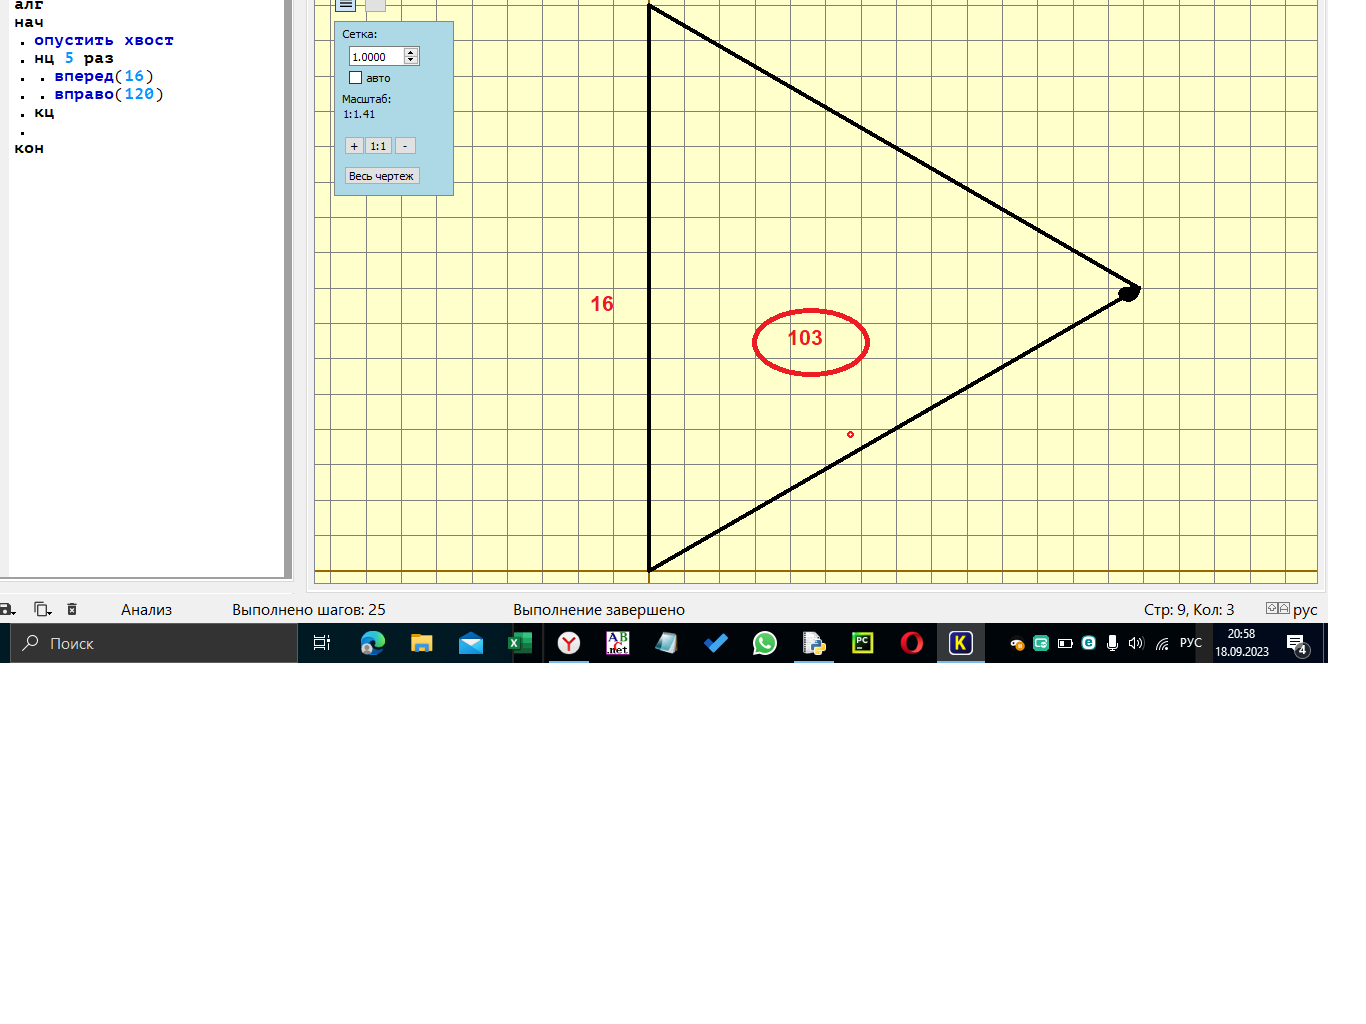 алг
нач
. опустить хвост
. нц 5 раз
. . вперед(16)
. . вправо(120)
. кц
.
кон
Сетка:
1.0000
авто
Масштаб:
1:1.41
+ 1:1 -
Весь чертеж
16
103
Анализ
Выполнено шагов: 25
Выполнение завершено
Стр: 9, Кол: 3
рус
Поиск
A B C .net
PC
K
РУС
20:58
18.09.2023
4